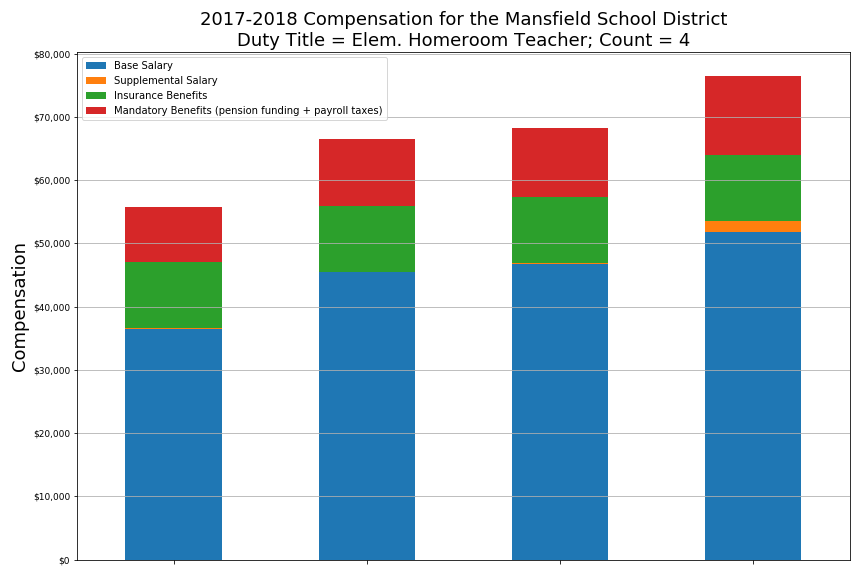 2017-2018 Compensation for the Mansfield School District
Duty Title = Elem. Homeroom Teacher; Count = 4
$80,000
Base Salary
Supplemental Salary
Insurance Benefits
Mandatory Benefits (pension funding + payroll taxes)
$70,000
$60,000
$50,000
$40,000
$30,000
$20,000
$10,000
$0
Compensation